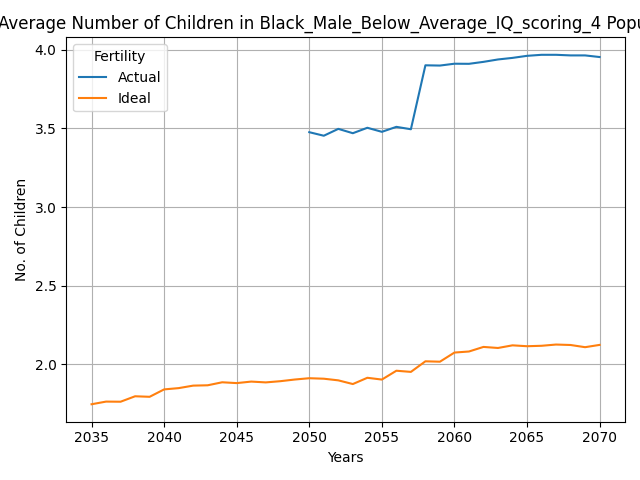 Average Number of Children in Black_Male_Below_Average_IQ_scoring_4 Popu
Fertility
Actual
Ideal
4.0
3.5
3.0
2.5
2.0
No. of Children
2035 2040 2045 2050 2055 2060 2065 2070
Years